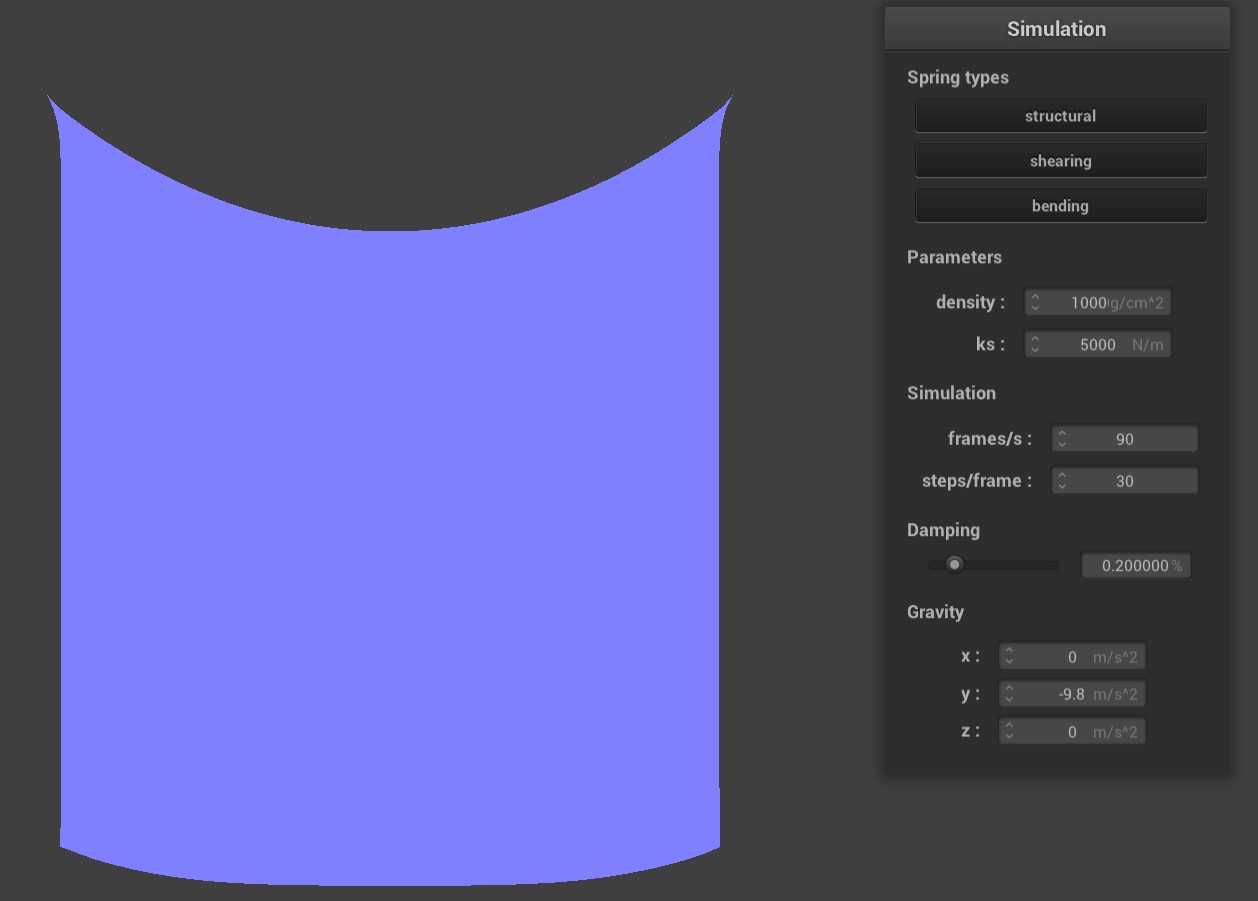 Simulation
Spring types
structural
shearing
bending
Parameters
density : 1000 g/cm^2
ks : 5000 N/m
Simulation
frames/s : 90
steps/frame : 30
Damping
0.200000 %
Gravity
x : 0 m/s^2
y : -9.8 m/s^2
z : 0 m/s^2